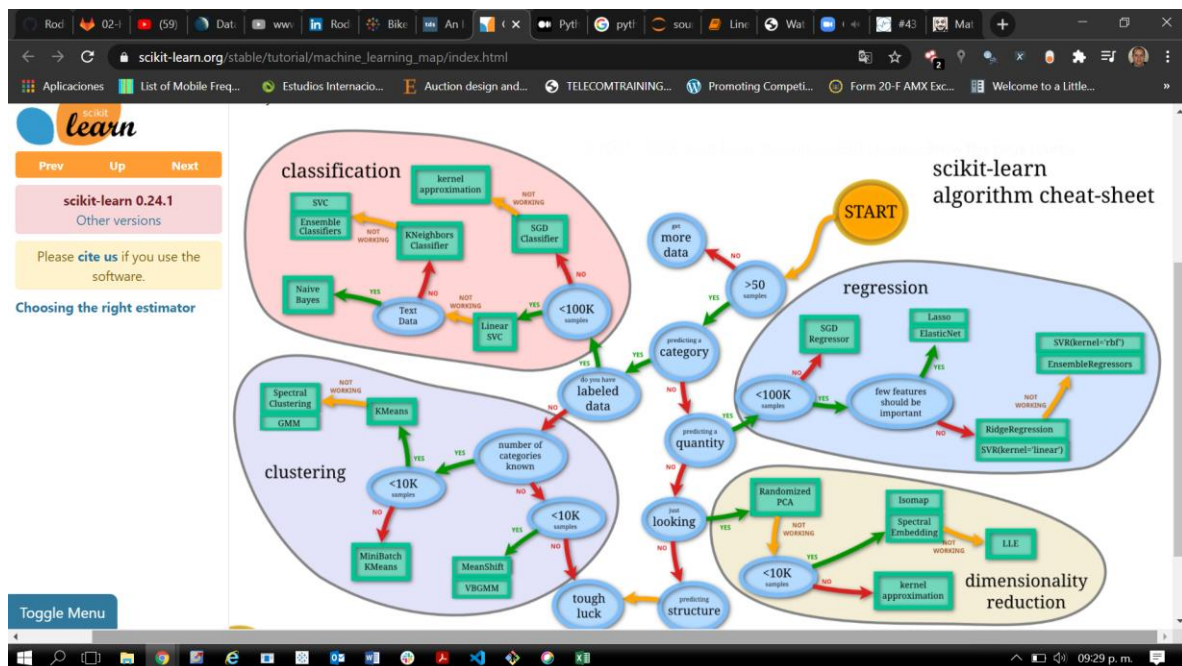 Rod
02-
(59)
Data
www
Rod
Bike
An I
Pyth
pyth
sou
Line
Wat
#43
Mat
scikit-learn.org/stable/tutorial/machine_learning_map/index.html
2
Aplicaciones
List of Mobile Freq...
Estudios Internacio...
Auction design and...
TELECOMTRAINING...
Promoting Competi...
Form 20-F AMX Exc...
Welcome to a Little...
»
scikit
learn
Prev
Up
Next
scikit-learn 0.24.1
Other versions
Please cite us if you use the
software.
Choosing the right estimator
Toggle Menu
scikit-learn
algorithm cheat-sheet
START
get
more
data
NO
>50
samples
YES
predicting a
category
YES
NO
do you have
labeled
data
YES
NO
predicting a
quantity
YES
NO
just
looking
YES
NO
predicting
structure
tough
luck
classification
kernel
approximation
NOT
WORKING
SVC
Ensemble
Classifiers
NOT
WORKING
KNeighbors
Classifier
SGD
Classifier
NO
Naive
Bayes
YES
Text
Data
NO
NOT
WORKING
Linear
SVC
YES
<100K
samples
regression
SGD
Regressor
Lasso
ElasticNet
SVR(kernel='rbf')
EnsembleRegressors
NO
YES
NOT
WORKING
<100K
samples
YES
few features
should be
important
NO
RidgeRegression
SVR(kernel='linear')
clustering
Spectral
Clustering
GMM
NOT
WORKING
KMeans
YES
<10K
samples
NO
MiniBatch
KMeans
number of
categories
known
YES
NO
<10K
samples
YES
NO
MeanShift
VBGMM
dimensionality
reduction
Randomized
PCA
NOT
WORKING
Isomap
Spectral
Embedding
NOT
WORKING
LLE
<10K
samples
YES
NO
kernel
approximation
09:29 p. m.